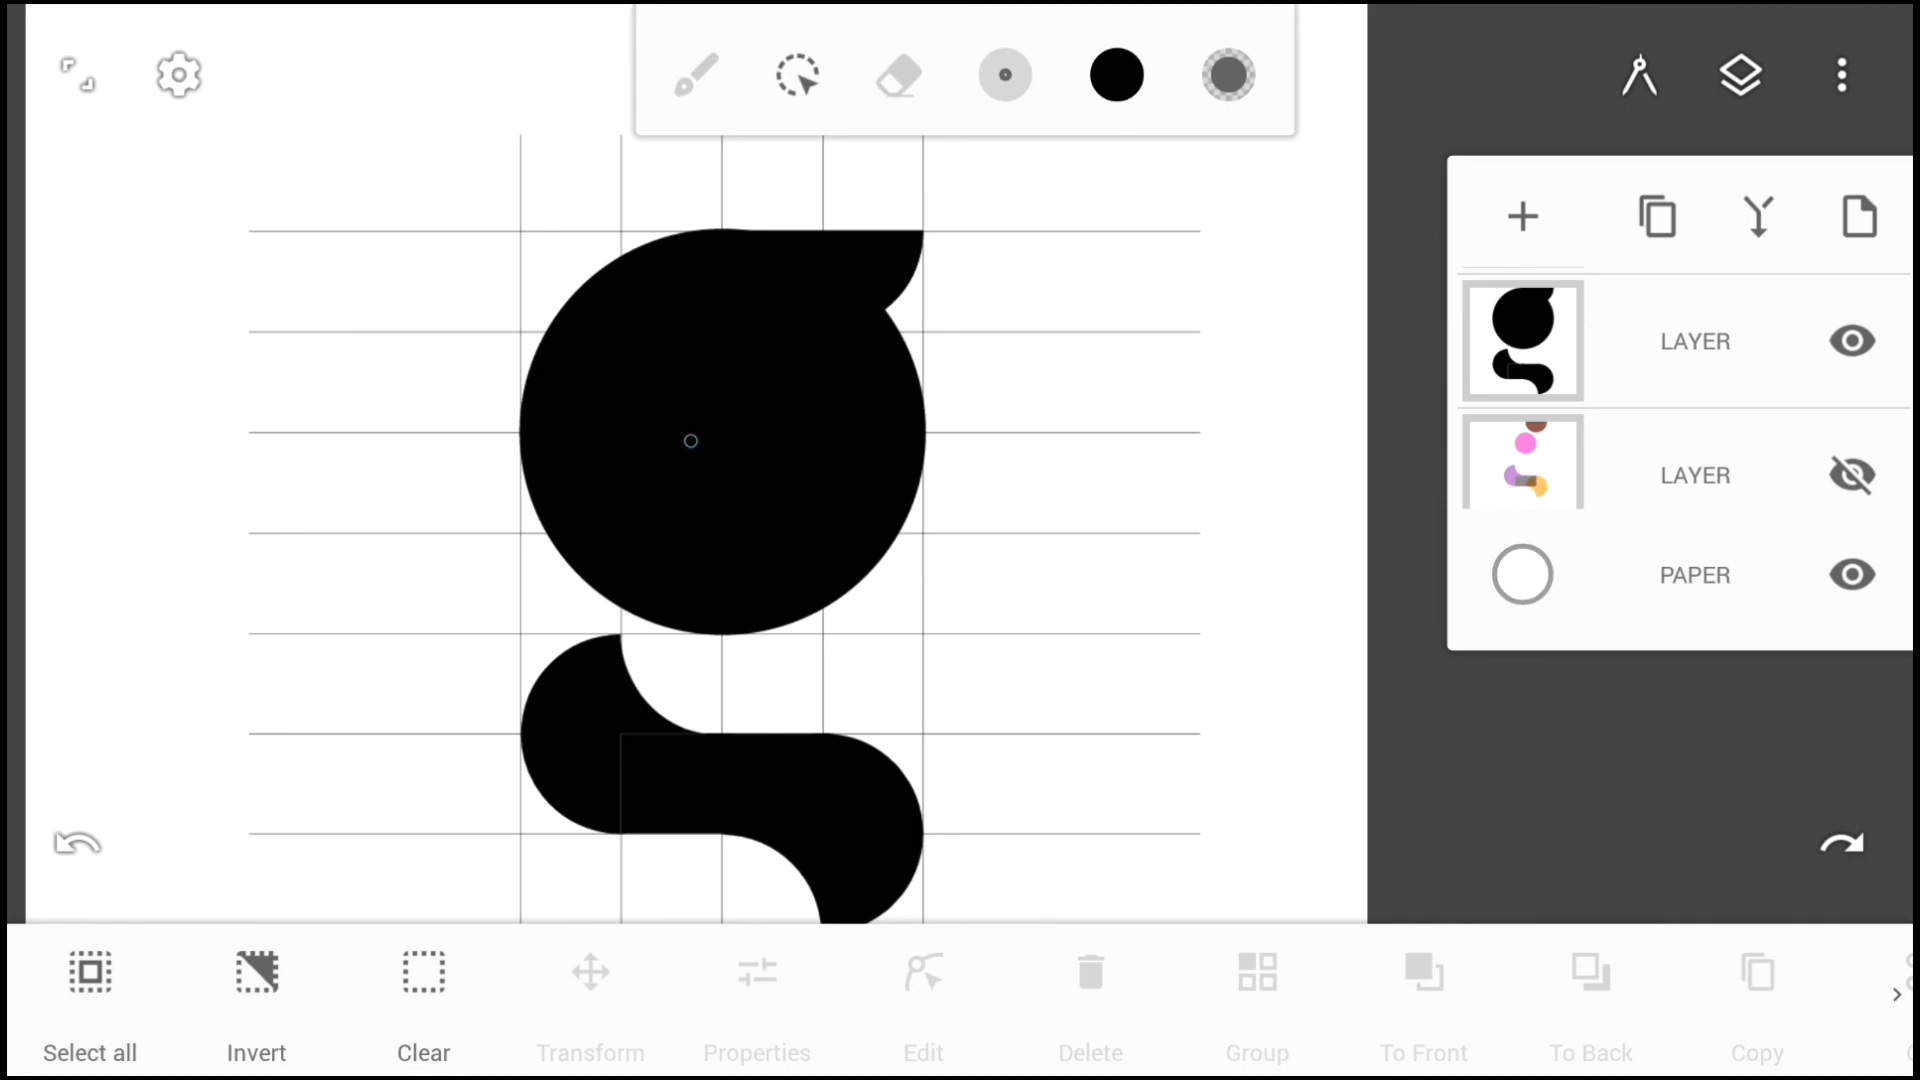 LAYER
LAYER
PAPER
Select all
Invert
Clear
Transform
Properties
Edit
Delete
Group
To Front
To Back
Copy